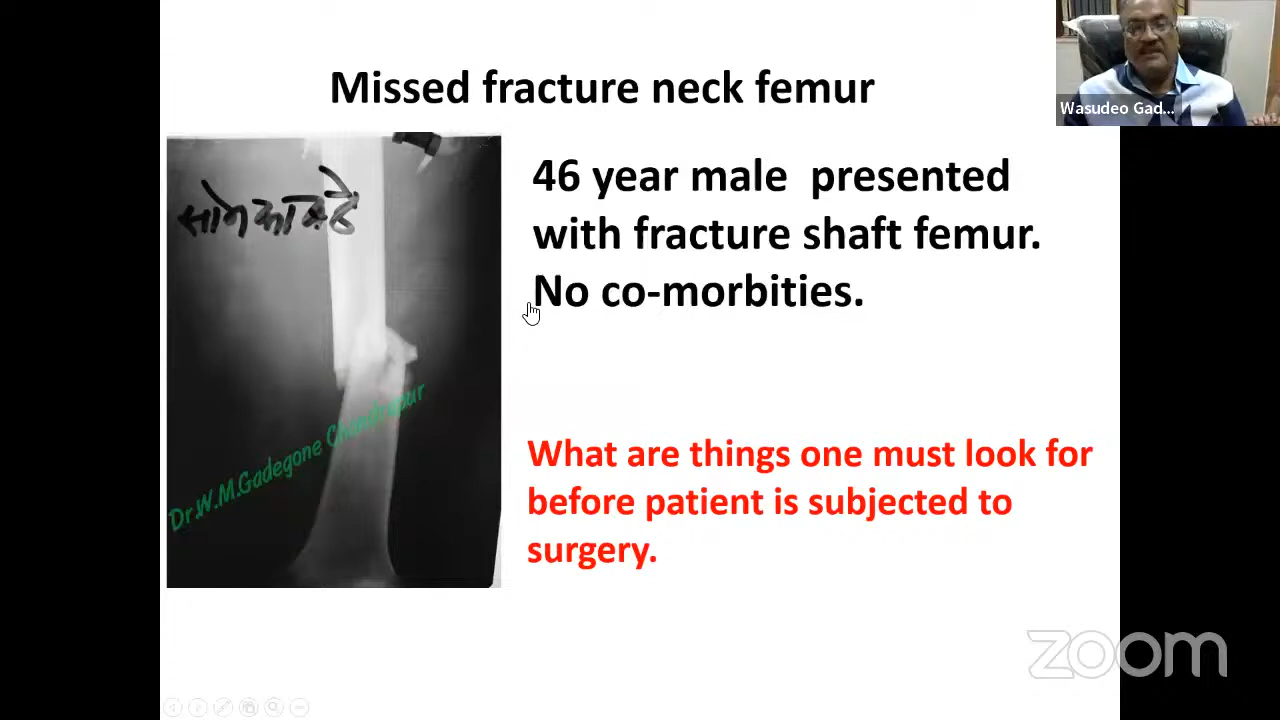 Missed fracture neck femur
Wasudeo Gad...
46 year male presented
with fracture shaft femur.
No co-morbities.
Dr.W.M.Gadegone Chandrapur
What are things one must look for
before patient is subjected to
surgery.
zoom